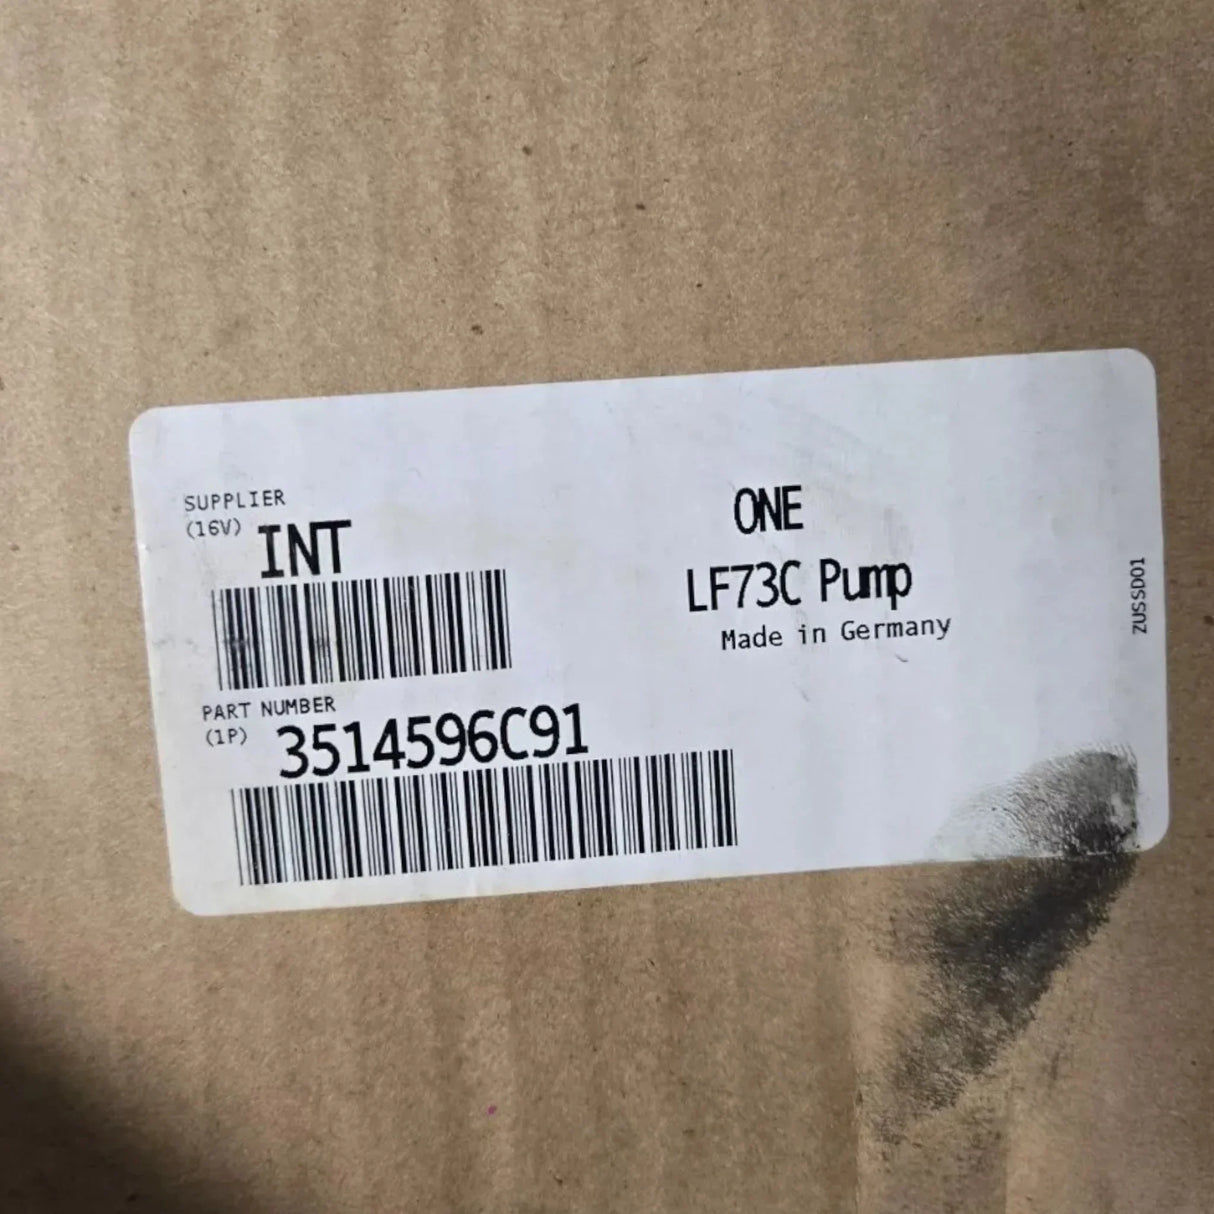 SUPPLIER
(16V) INT
ONE
LF73C Pump
Made in Germany
PART NUMBER
(1P) 3514596C91
ZUSSD01